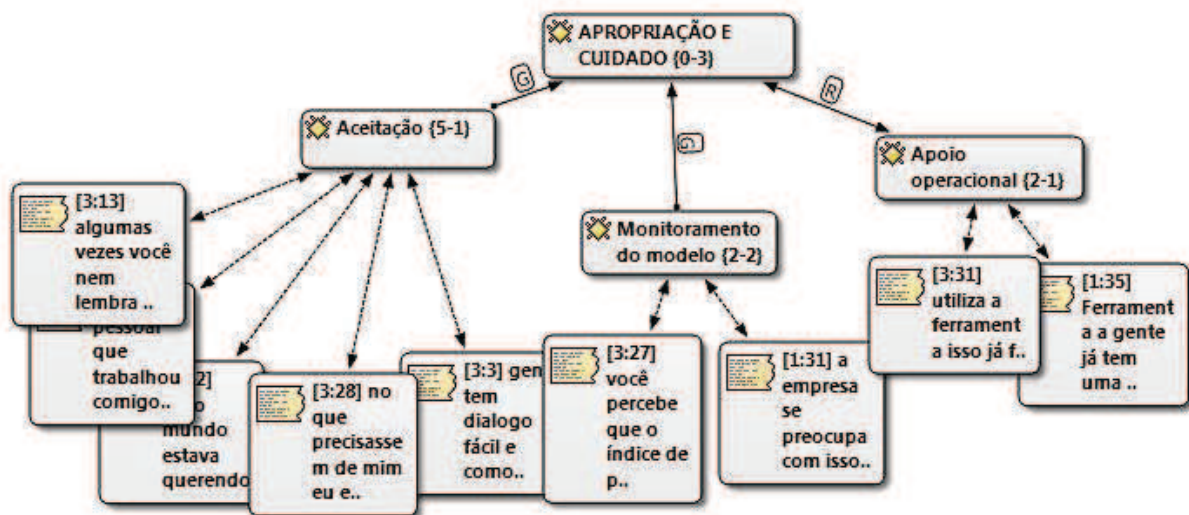 APROPRIAÇÃO E
CUIDADO {0-3}
G
G
R
Aceitação {5-1}
Apoio
operacional {2-1}
Monitoramento
do modelo {2-2}
[3:13]
algumas
vezes você
nem
lembra ..
pessoal
que
trabalhou
comigo..
2]
mundo
estava
querendo
[3:28] no
que
precisasse
m de mim
eu e..
[3:3] gen
tem
dialogo
fácil e
como..
[3:27]
você
percebe
que o
índice de
p..
[1:31] a
empresa
se
preocupa
com isso..
[3:31]
utiliza a
ferrament
a isso já f..
[1:35]
Ferrament
a a gente
já tem
uma ..